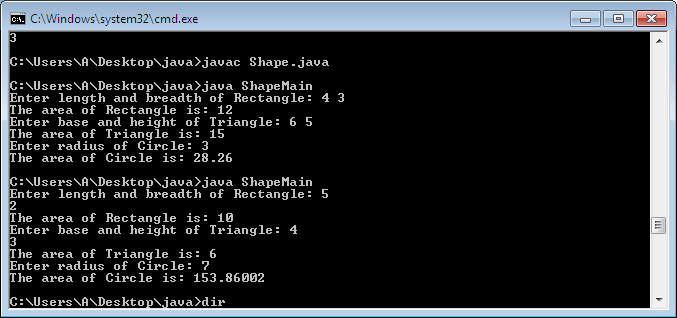 C:\Windows\system32\cmd.exe
3
C:\Users\A\Desktop\java>javac Shape.java
C:\Users\A\Desktop\java>java ShapeMain
Enter length and breadth of Rectangle: 4 3
The area of Rectangle is: 12
Enter base and height of Triangle: 6 5
The area of Triangle is: 15
Enter radius of Circle: 3
The area of Circle is: 28.26
C:\Users\A\Desktop\java>java ShapeMain
Enter length and breadth of Rectangle: 5
2
The area of Rectangle is: 10
Enter base and height of Triangle: 4
3
The area of Triangle is: 6
Enter radius of Circle: 7
The area of Circle is: 153.86002
C:\Users\A\Desktop\java>dir